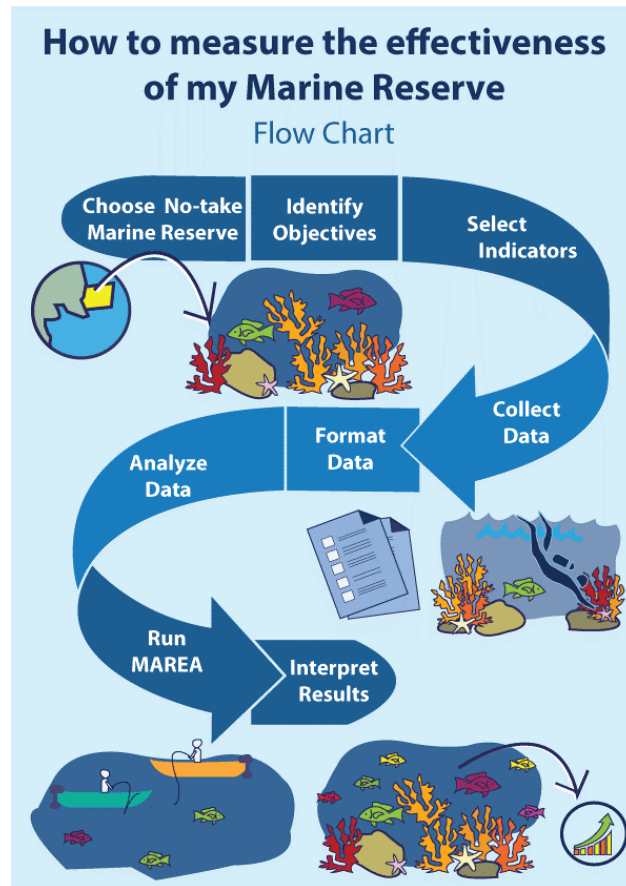 How to measure the effectiveness
of my Marine Reserve
Flow Chart
Choose No-take
Marine Reserve
Identify
Objectives
Select
Indicators
Collect
Data
Format
Data
Analyze
Data
Run
MAREA
Interpret
Results